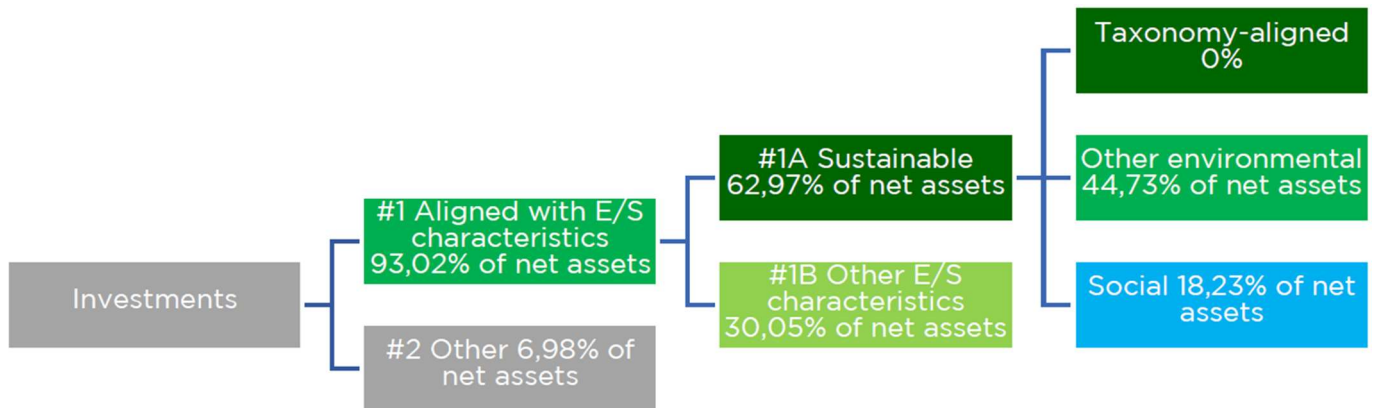 Investments
#1 Aligned with E/S
characteristics
93,02% of net assets
#2 Other 6,98% of
net assets
#1A Sustainable
62,97% of net assets
#1B Other E/S
characteristics
30,05% of net assets
Taxonomy-aligned
0%
Other environmental
44,73% of net assets
Social 18,23% of net
assets